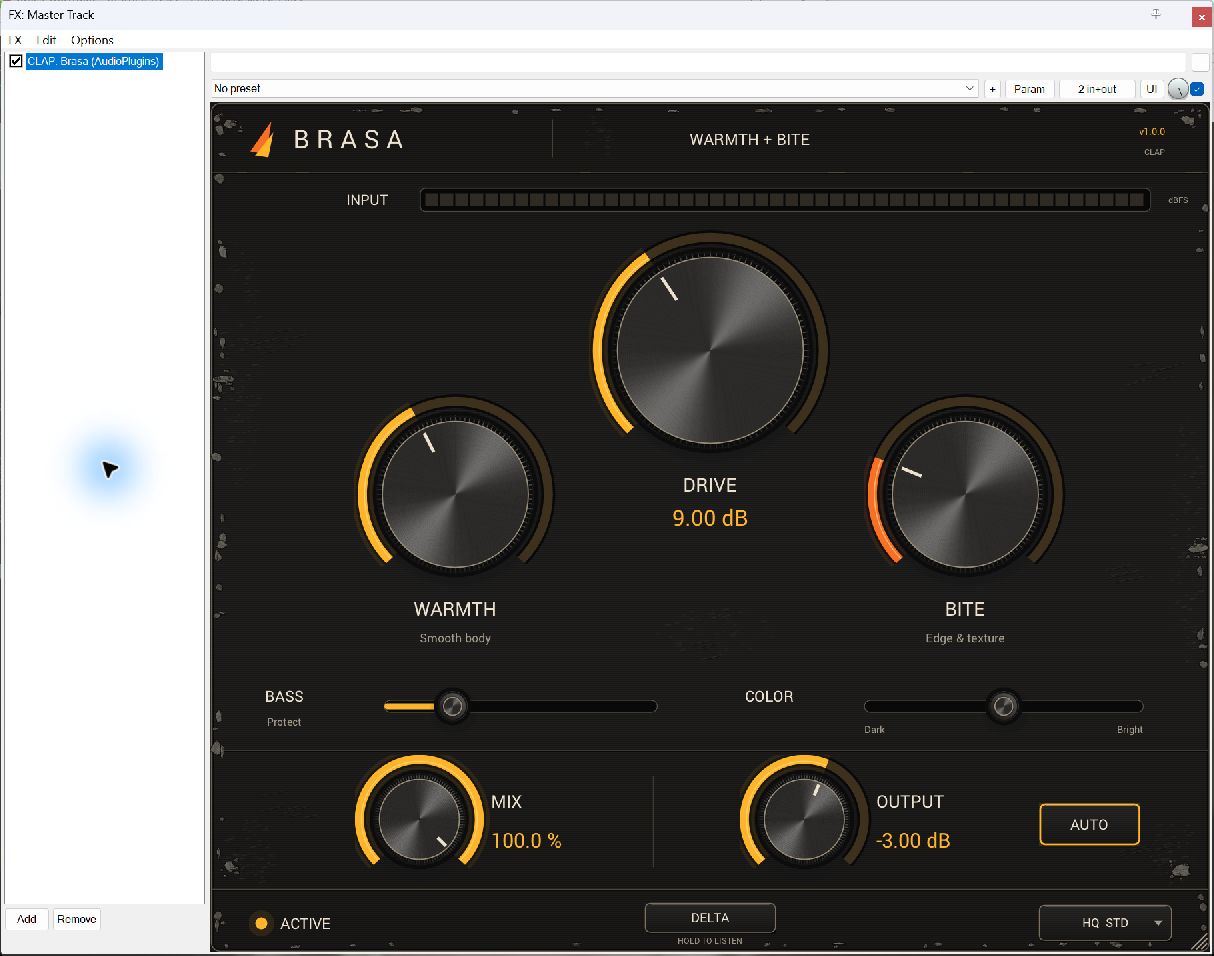 FX: Master Track
FX Edit Options
CLAP: Brasa (AudioPlugins)
No preset
+ Param 2 in+out UI
BRASA
WARMTH + BITE
v1.0.0
CLAP
INPUT
dBFS
DRIVE
9.00 dB
WARMTH
Smooth body
BITE
Edge & texture
BASS
Protect
COLOR
Dark
Bright
MIX
100.0 %
OUTPUT
-3.00 dB
AUTO
Add Remove
ACTIVE
DELTA
HOLD TO LISTEN
HQ STD